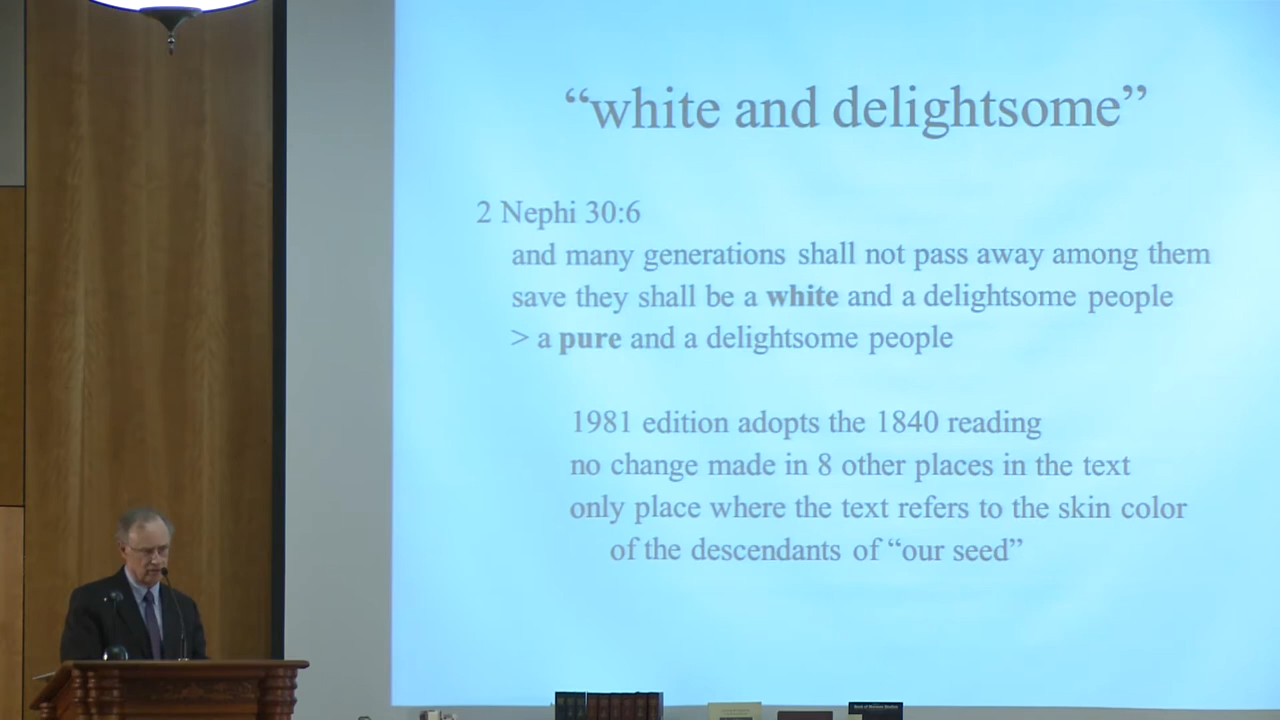 “white and delightsome”
2 Nephi 30:6
and many generations shall not pass away among them
save they shall be a white and a delightsome people
> a pure and a delightsome people
1981 edition adopts the 1840 reading
no change made in 8 other places in the text
only place where the text refers to the skin color
of the descendants of “our seed”